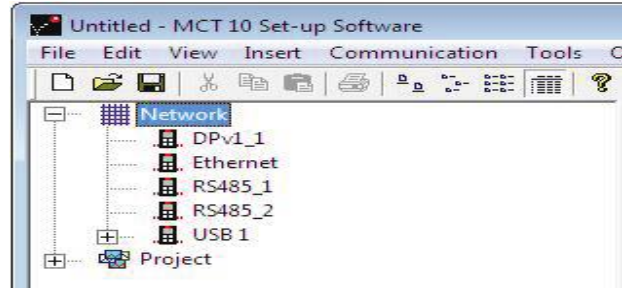 Untitled - MCT 10 Set-up Software
File Edit View Insert Communication Tools
Network
DPv1_1
Ethernet
RS485_1
RS485_2
USB 1
Project